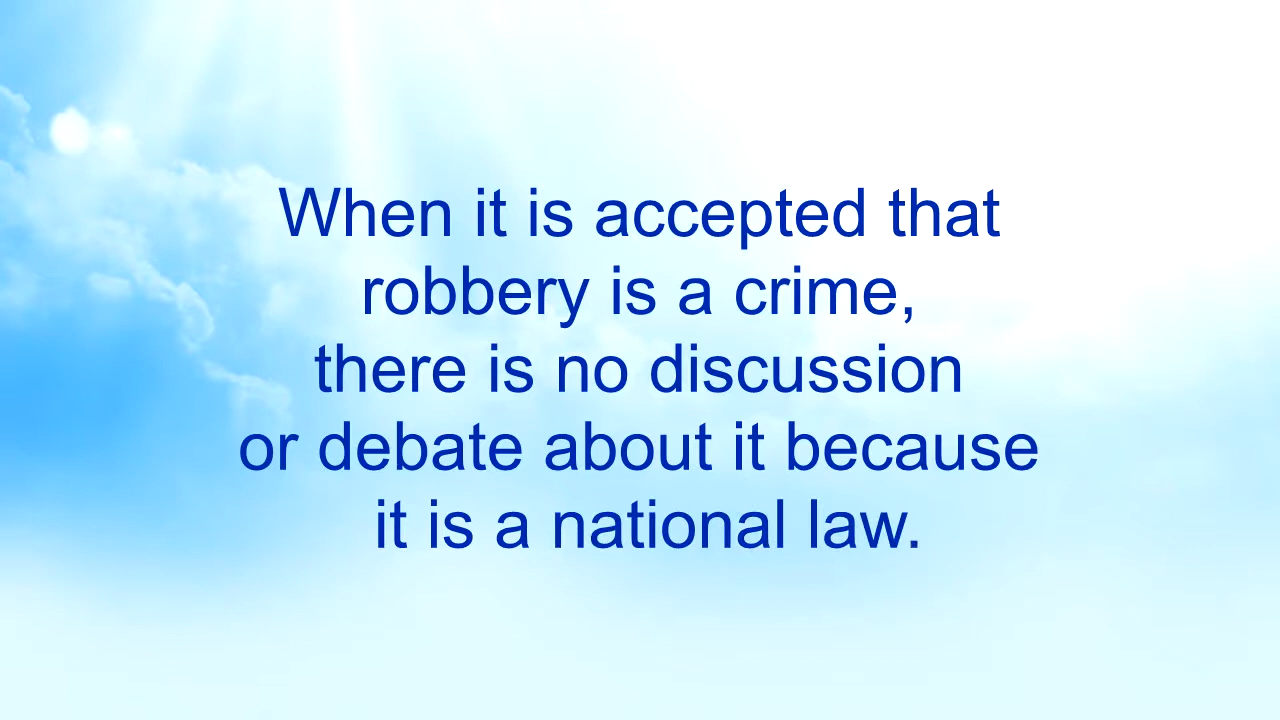 When it is accepted that
robbery is a crime,
there is no discussion
or debate about it because
it is a national law.